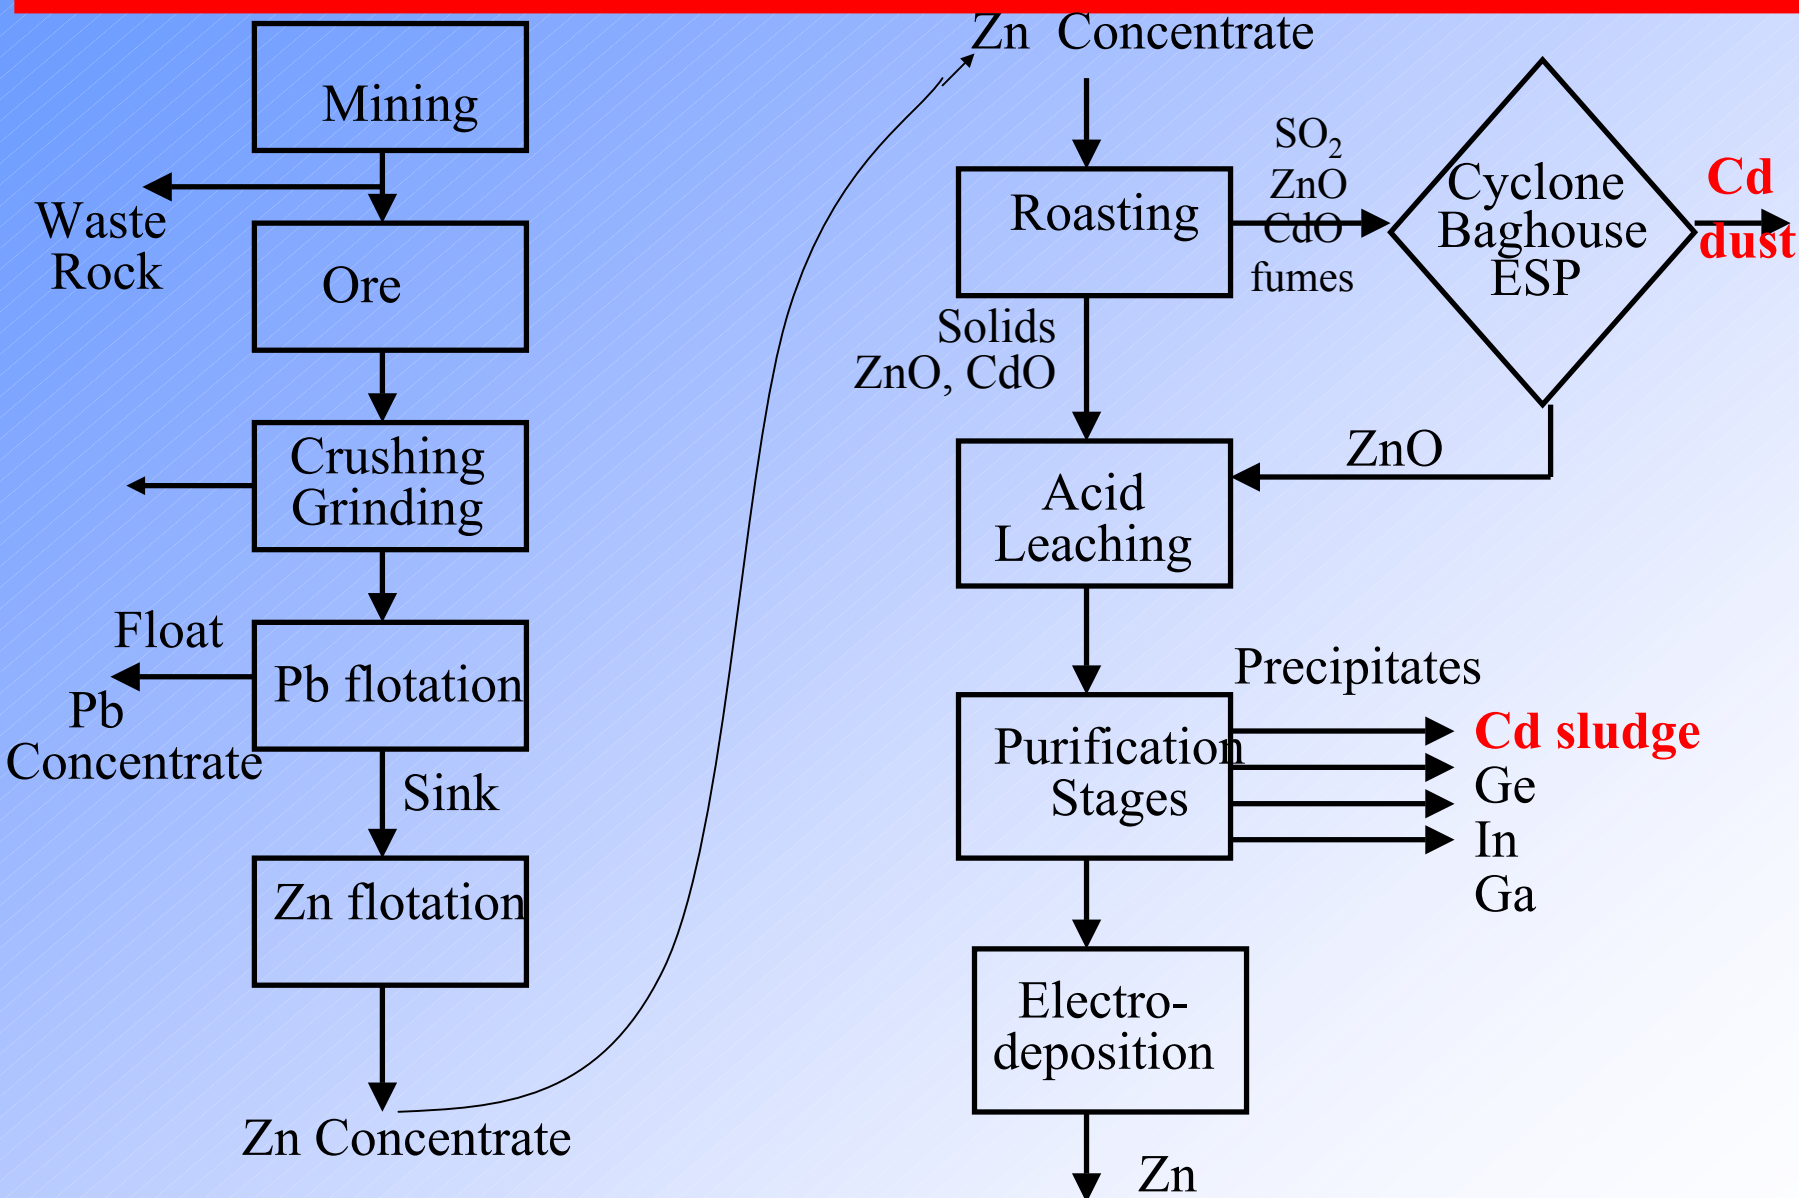 Mining
Waste
Rock
Ore
Crushing
Grinding
Float
Pb flotation
Pb
Concentrate
Sink
Zn flotation
Zn Concentrate
Zn Concentrate
SO₂
ZnO
CdO
fumes
Roasting
Cyclone
Baghouse
ESP
Cd
dust
Solids
ZnO, CdO
ZnO
Acid
Leaching
Precipitates
Purification
Stages
Cd sludge
Ge
In
Ga
Electro-
deposition
Zn